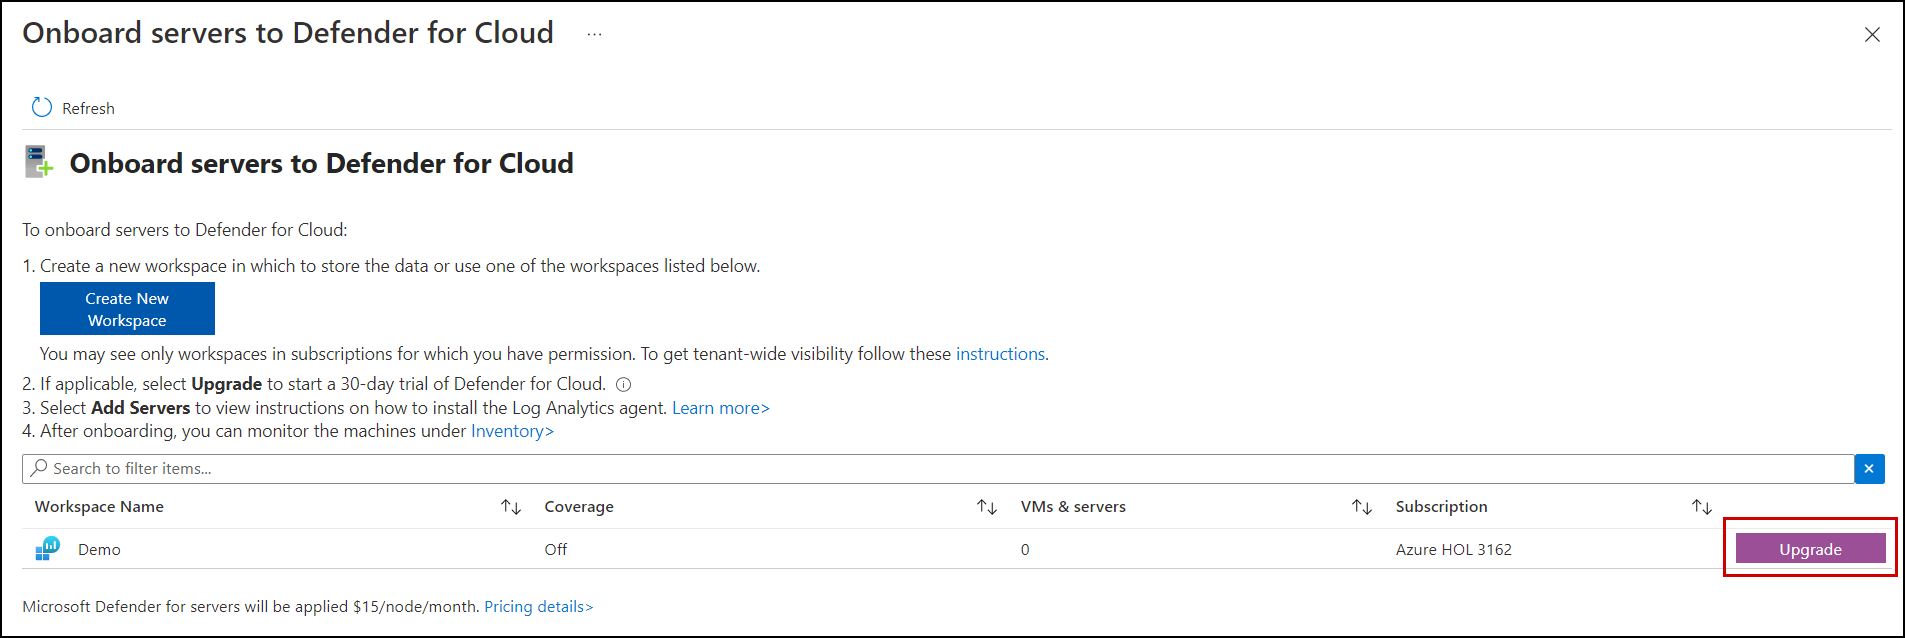 Onboard servers to Defender for Cloud ...
Refresh
Onboard servers to Defender for Cloud
To onboard servers to Defender for Cloud:
1. Create a new workspace in which to store the data or use one of the workspaces listed below.
Create New
Workspace
You may see only workspaces in subscriptions for which you have permission. To get tenant-wide visibility follow these instructions.
2. If applicable, select Upgrade to start a 30-day trial of Defender for Cloud.
3. Select Add Servers to view instructions on how to install the Log Analytics agent. Learn more>
4. After onboarding, you can monitor the machines under Inventory>
Search to filter items...
Workspace Name Coverage VMs & servers Subscription
Demo Off 0 Azure HOL 3162 Upgrade
Microsoft Defender for servers will be applied $15/node/month. Pricing details>